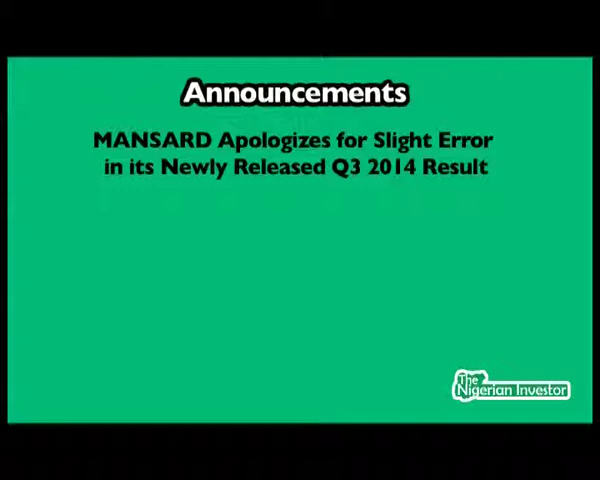 Announcements
MANSARD Apologizes for Slight Error
in its Newly Released Q3 2014 Result
The
Nigerian Investor